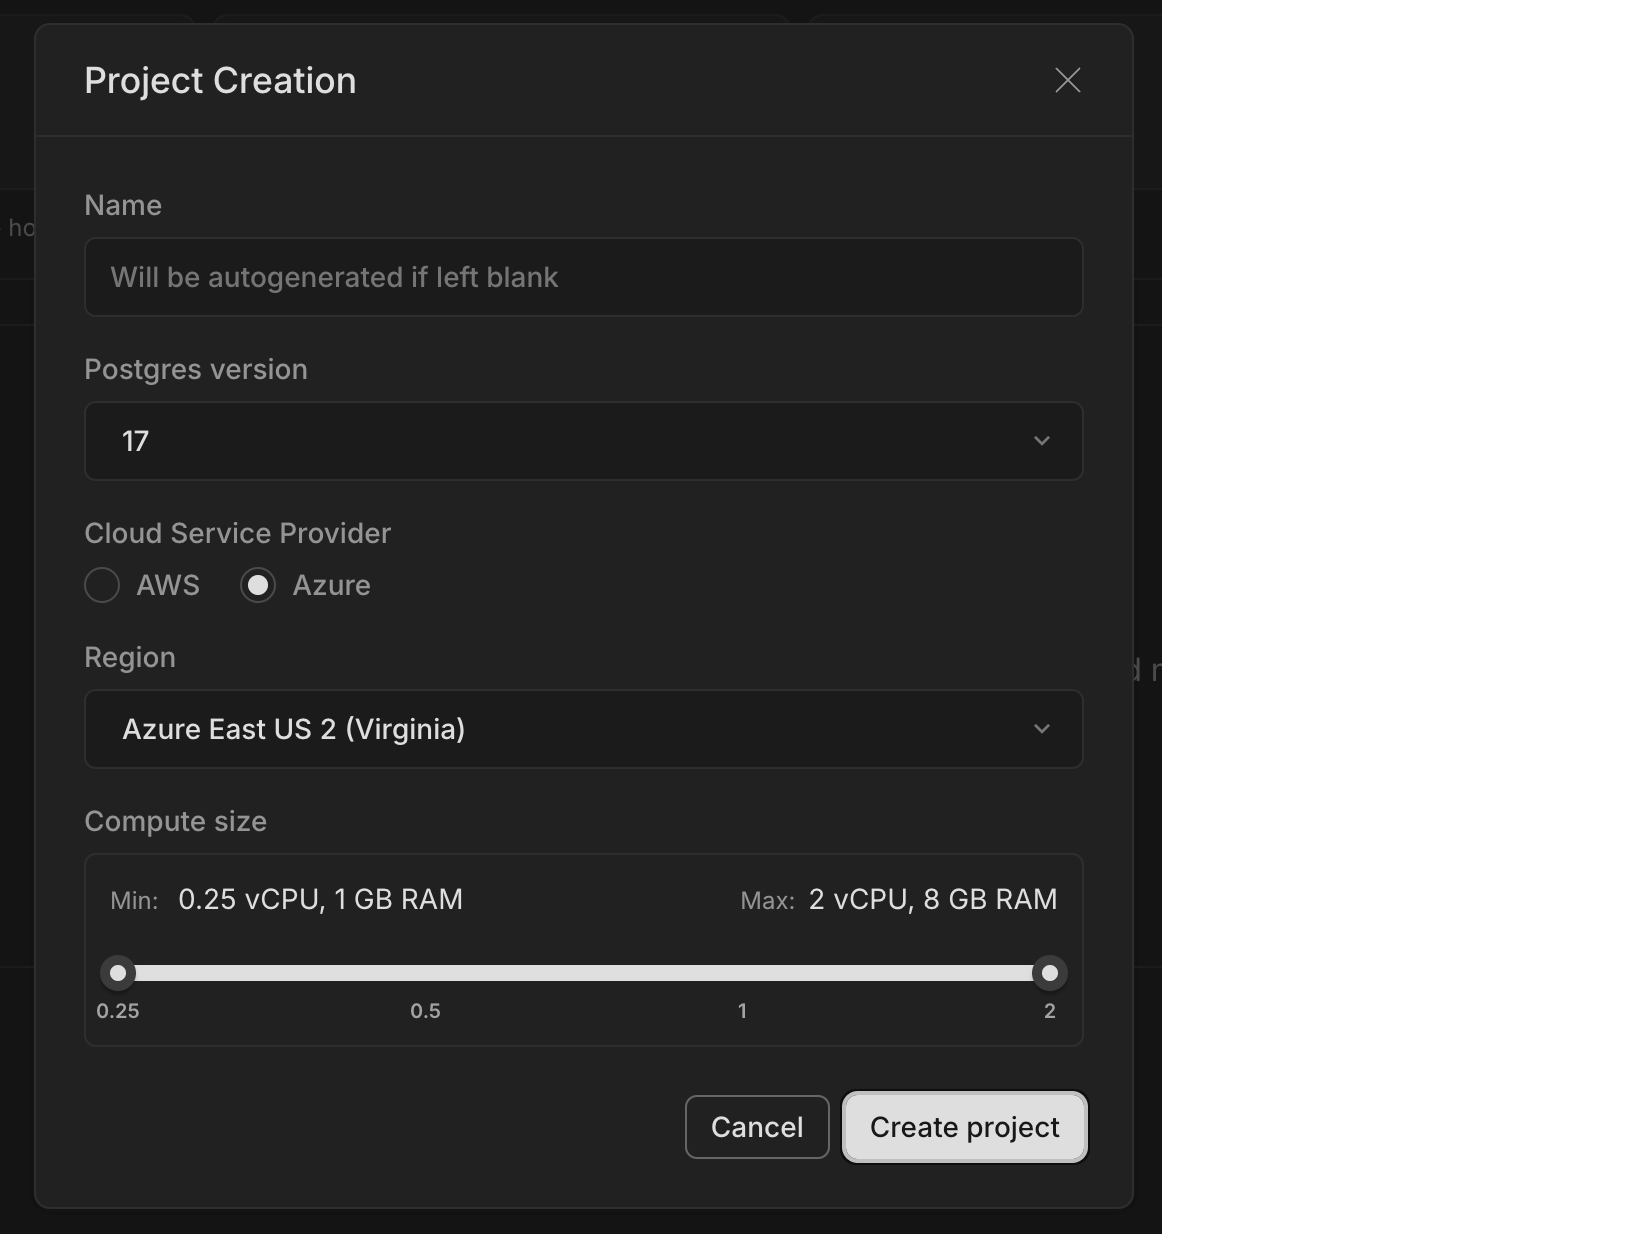 Project Creation
Name
ho
Will be autogenerated if left blank
Postgres version
17
Cloud Service Provider
AWS Azure
Region
d r
Azure East US 2 (Virginia)
Compute size
Min: 0.25 vCPU, 1 GB RAM Max: 2 vCPU, 8 GB RAM
0.25 0.5 1 2
Cancel Create project